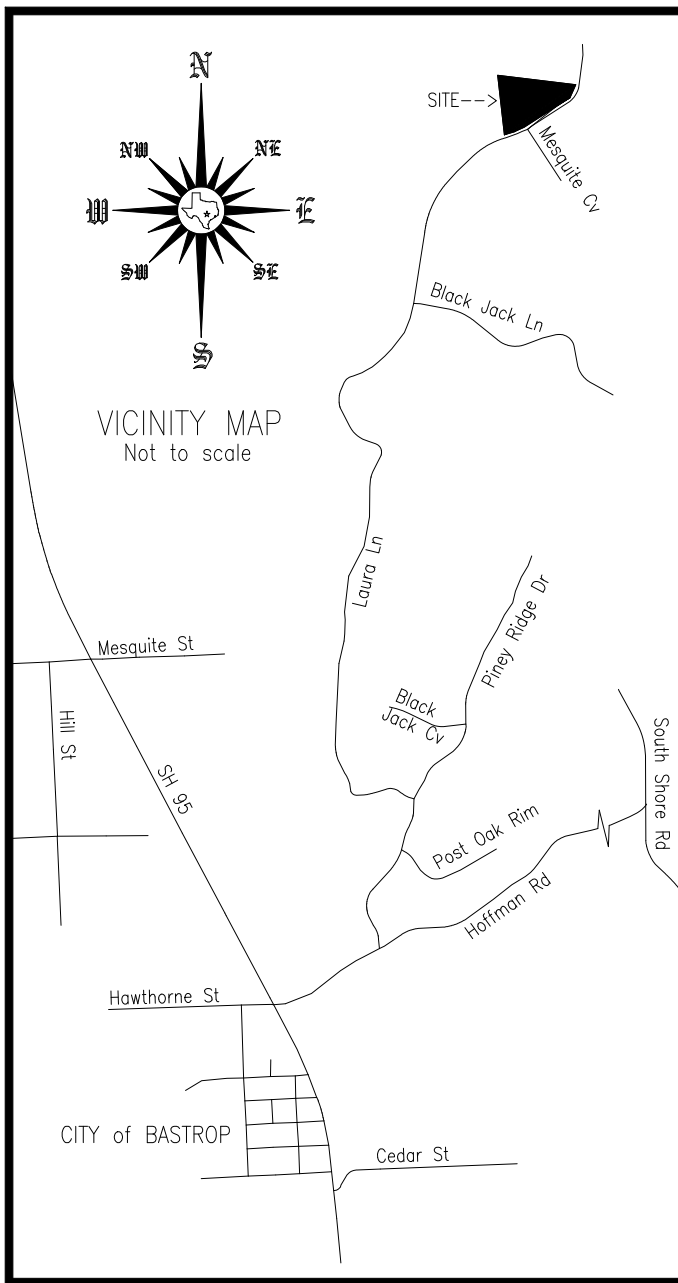 N
NW
NE
W
E
SW
SE
S
SITE-->
Mesquite Cv
Black Jack Ln
VICINITY MAP
Not to scale
Laura Ln
Piney Ridge Dr
Mesquite St
Black
Jack Cv
Hill St
South Shore Rd
SH 95
Post Oak Rim
Hoffman Rd
Hawthorne St
CITY of BASTROP
Cedar St